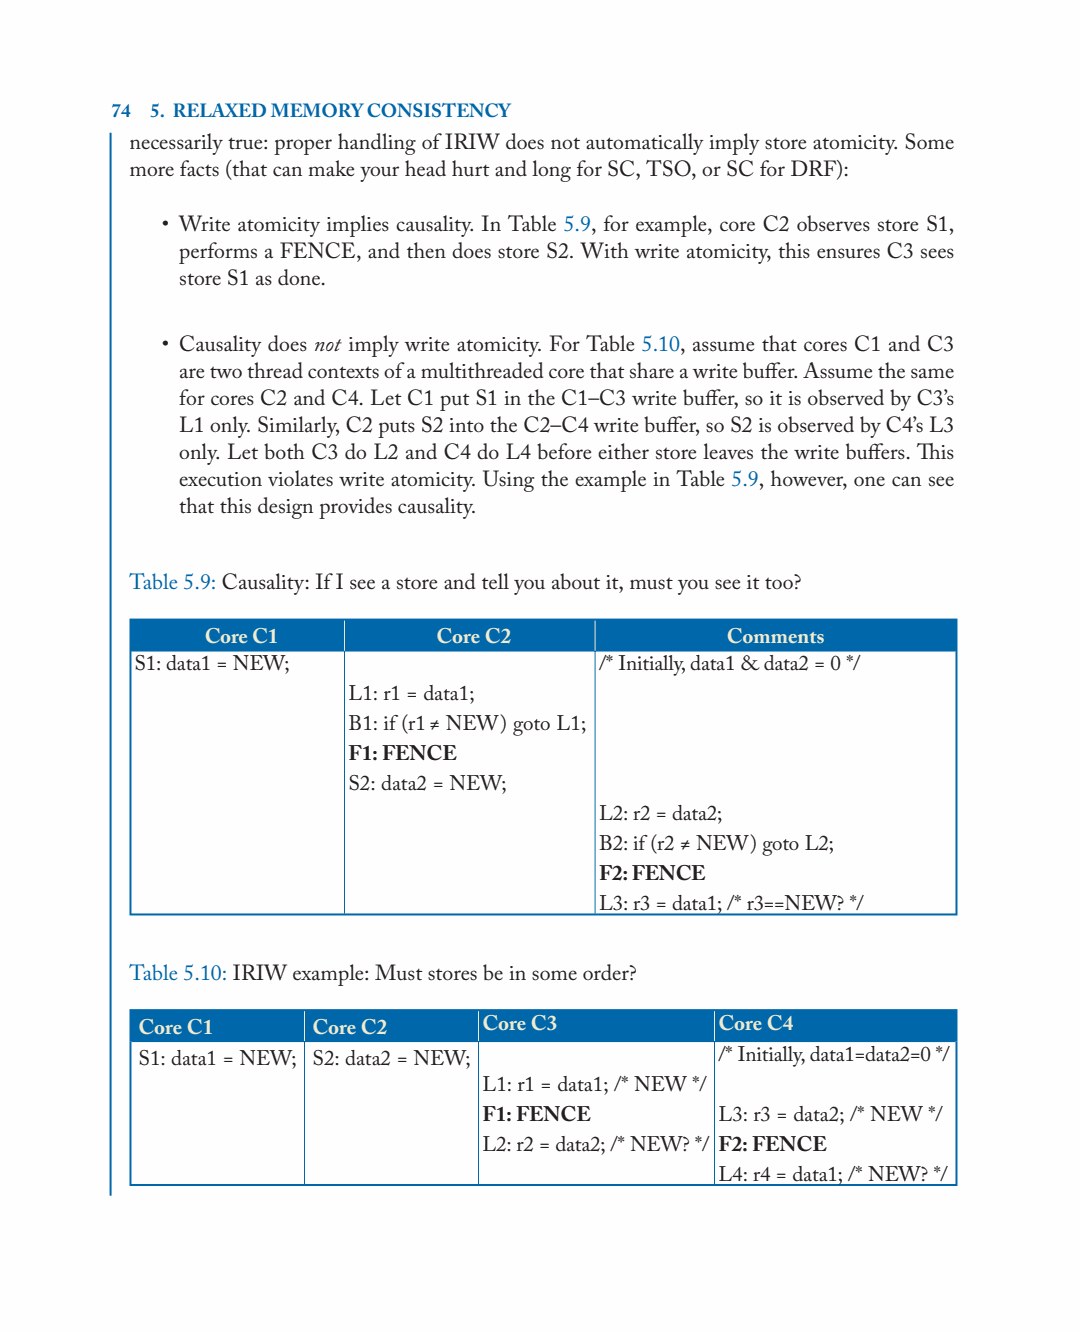 74 5. RELAXED MEMORY CONSISTENCY
necessarily true: proper handling of IRIW does not automatically imply store atomicity. Some
more facts (that can make your head hurt and long for SC, TSO, or SC for DRF):
• Write atomicity implies causality. In Table 5.9, for example, core C2 observes store S1,
performs a FENCE, and then does store S2. With write atomicity, this ensures C3 sees
store S1 as done.
• Causality does not imply write atomicity. For Table 5.10, assume that cores C1 and C3
are two thread contexts of a multithreaded core that share a write buffer. Assume the same
for cores C2 and C4. Let C1 put S1 in the C1–C3 write buffer, so it is observed by C3’s
L1 only. Similarly, C2 puts S2 into the C2–C4 write buffer, so S2 is observed by C4’s L3
only. Let both C3 do L2 and C4 do L4 before either store leaves the write buffers. This
execution violates write atomicity. Using the example in Table 5.9, however, one can see
that this design provides causality.
Table 5.9: Causality: If I see a store and tell you about it, must you see it too?
Core C1 Core C2 Comments
S1: data1 = NEW; /* Initially, data1 & data2 = 0 */
L1: r1 = data1;
B1: if (r1 ≠ NEW) goto L1;
F1: FENCE
S2: data2 = NEW;
L2: r2 = data2;
B2: if (r2 ≠ NEW) goto L2;
F2: FENCE
L3: r3 = data1; /* r3==NEW? */
Table 5.10: IRIW example: Must stores be in some order?
Core C1 Core C2 Core C3 Core C4
S1: data1 = NEW; S2: data2 = NEW; /* Initially, data1=data2=0 */
L1: r1 = data1; /* NEW */
F1: FENCE L3: r3 = data2; /* NEW */
L2: r2 = data2; /* NEW? */ F2: FENCE
L4: r4 = data1; /* NEW? */